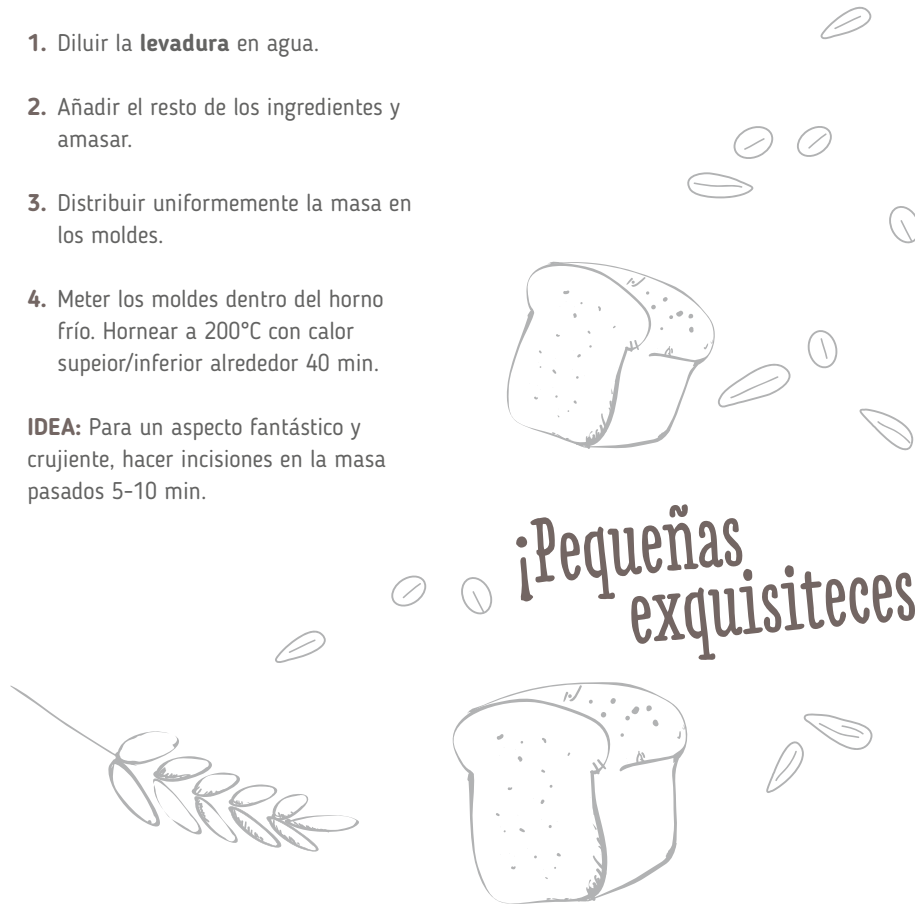 1. Diluir la levadura en agua.
2. Añadir el resto de los ingredientes y
amasar.
3. Distribuir uniformemente la masa en
los moldes.
4. Meter los moldes dentro del horno
frío. Hornear a 200°C con calor
supeior/inferior alrededor 40 min.
IDEA: Para un aspecto fantástico y
crujiente, hacer incisiones en la masa
pasados 5-10 min.
¡Pequeñas
exquisiteces